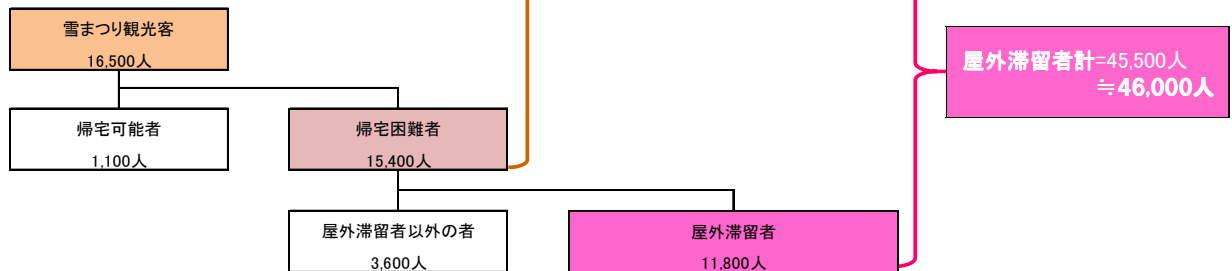 雪まつり観光客
16,500人
屋外滞留者計=45,500人
≒46,000人
帰宅可能者
1,100人
帰宅困難者
15,400人
屋外滞留者以外の者
3,600人
屋外滞留者
11,800人